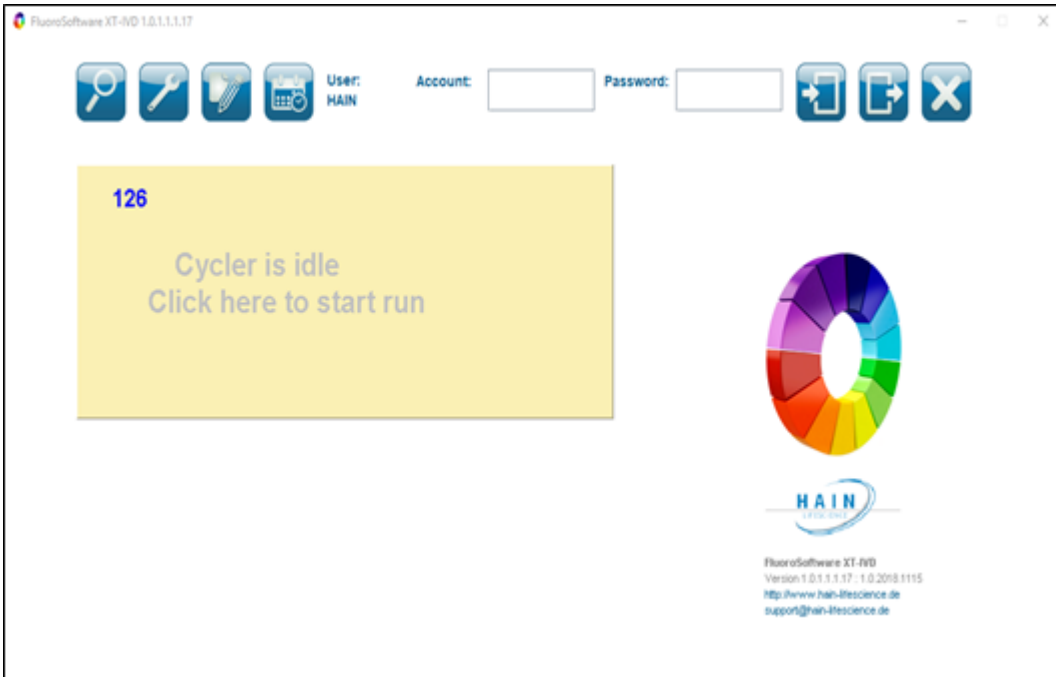 FluoroSoftware XT-IVD 1.0.1.1.1.17
User:
HAIN
Account:
Password:
126
Cycler is idle
Click here to start run
HAIN
LIFESCIENCE
FluoroSoftware XT-IVD
Version 1.0.1.1.1.17 : 1.0.2018.1115
http://www.hain-lifescience.de
support@hain-lifescience.de